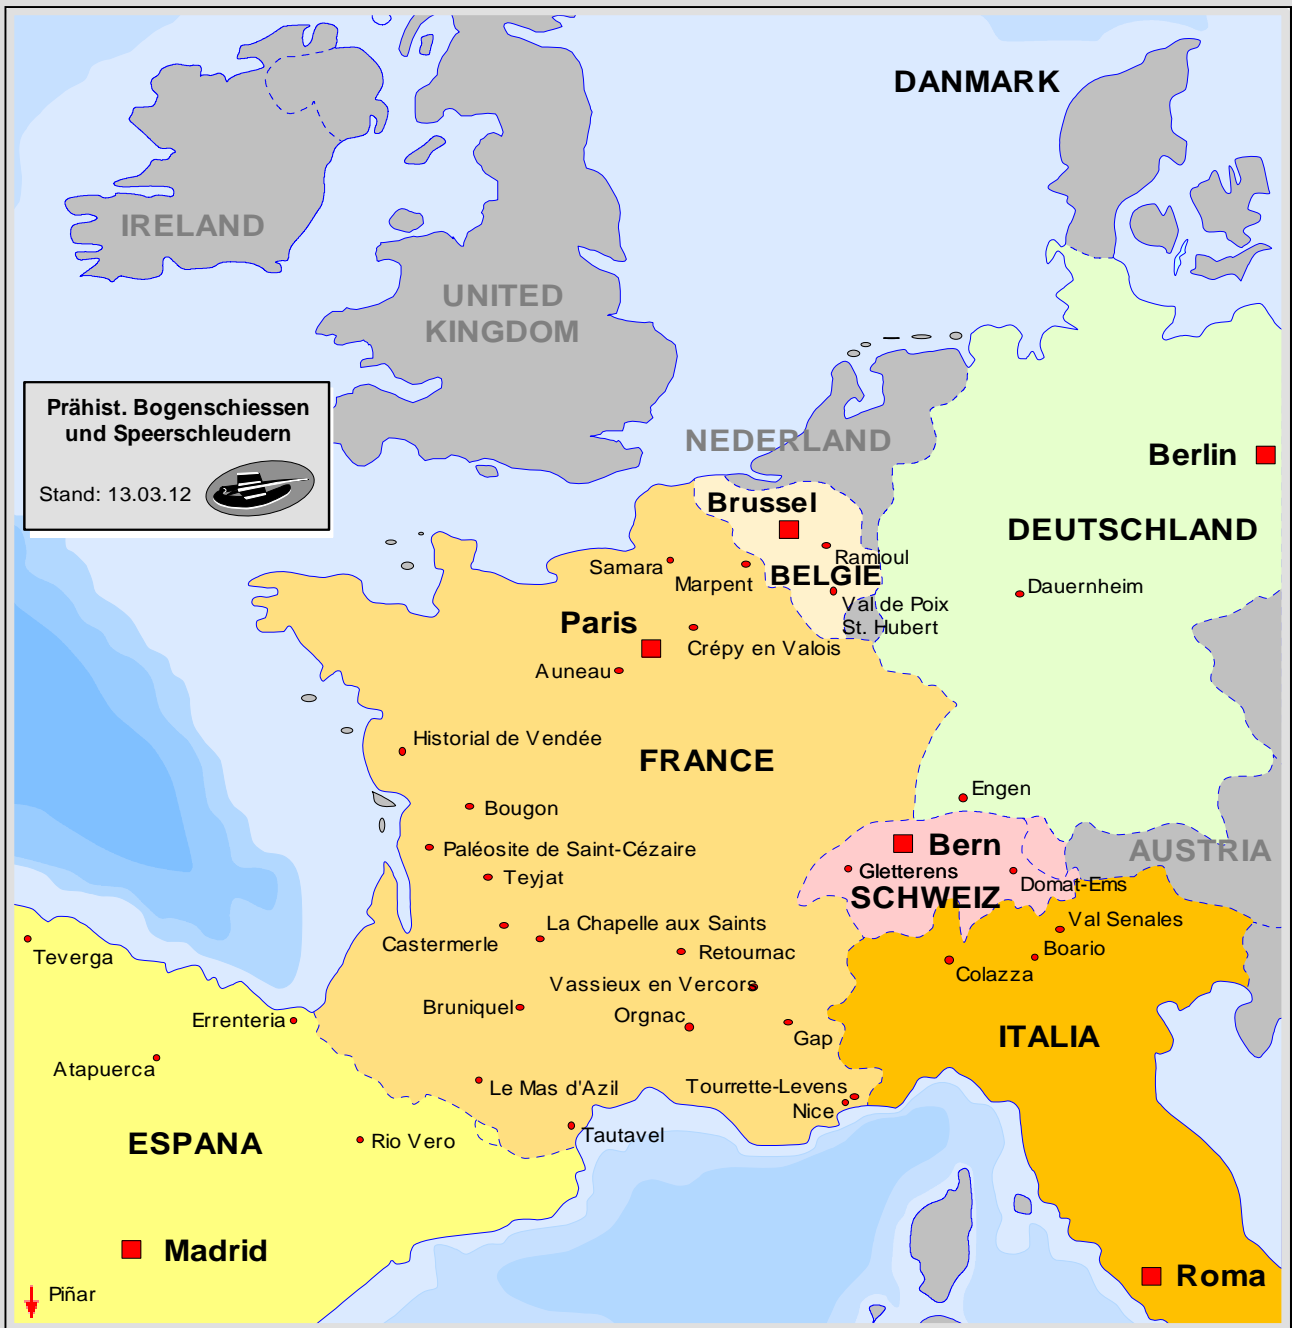 DANMARK
IRELAND
UNITED
KINGDOM
Prähist. Bogenschiessen
und Speerschleudern
Stand: 13.03.12
NEDERLAND
Berlin
Brussel
DEUTSCHLAND
Ramioul
Samara
Marpent
BELGIE
Dauernheim
Val de Poix
St. Hubert
Paris
Crépy en Valois
Auneau
Historial de Vendée
FRANCE
Engen
Bougon
Bern
AUSTRIA
Paléosite de Saint-Cézaire
Gletterens
Teyjat
Domat-Ems
SCHWEIZ
La Chapelle aux Saints
Val Senales
Castermerle
Retournac
Boario
Teverga
Colazza
Vassieux en Vercors
Bruniquel
Orgnac
Errenteria
Gap
ITALIA
Atapuerca
Le Mas d'Azil
Tourrette-Levens
Nice
Tautavel
ESPANA
Rio Vero
Madrid
Roma
Piñar